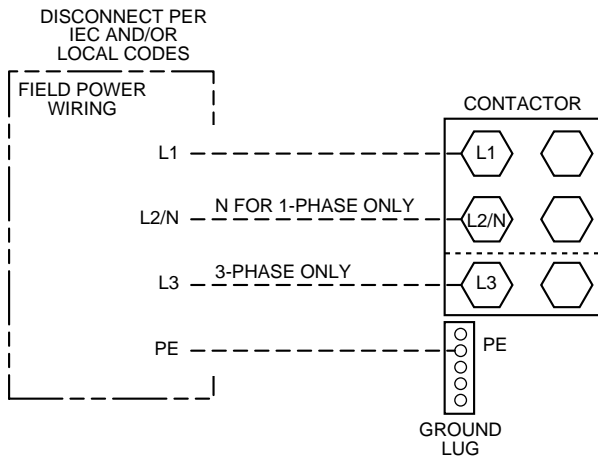 DISCONNECT PER
IEC AND/OR
LOCAL CODES
FIELD POWER
WIRING
CONTACTOR
L1
L1
L2/N
N FOR 1-PHASE ONLY
L2/N
L3
3-PHASE ONLY
L3
PE
PE
GROUND
LUG